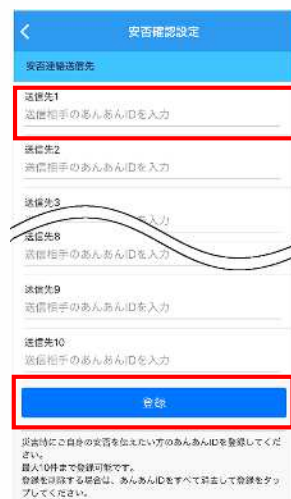 安否確認設定
安否連絡送信先
送信先1
送信相手のあんあんIDを入力
送信先2
送信相手のあんあんIDを入力
送信先3
を入力
送信先8
送信相手のあんあんIDを入力
送信先9
送信相手のあんあんIDを入力
送信先10
送信相手のあんあんIDを入力
登録
災害時にご自身の安否を伝えたい方のあんあんIDを登録してくだ
さい。
最大10件まで登録可能です。
登録を削除する場合は、あんあんIDをすべて消去して登録をタッ
プしてください。